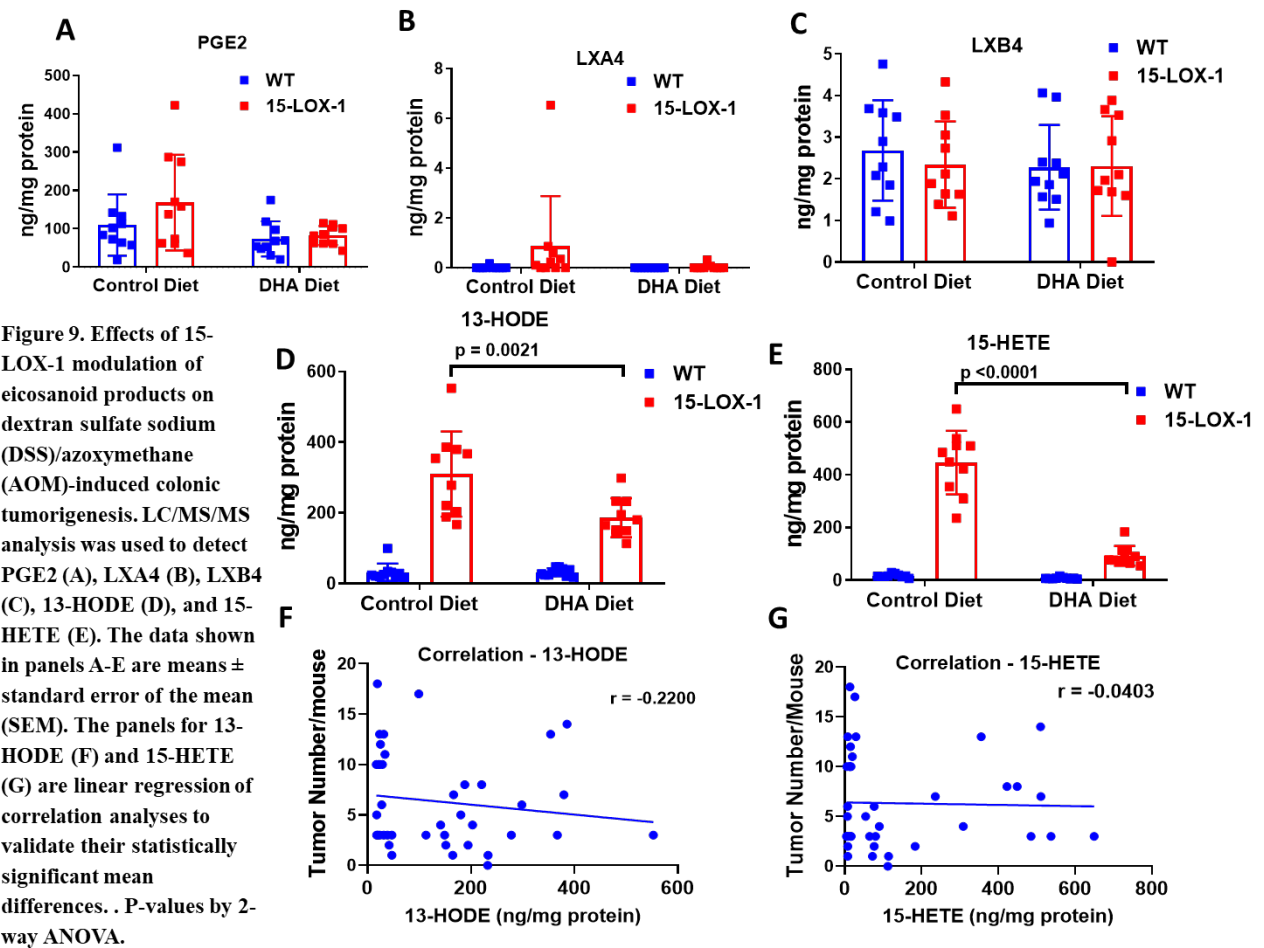 A
PGE2
WT
15-LOX-1
ng/mg protein
500
400
300
200
100
0
Control Diet
DHA Diet
B
LXA4
WT
15-LOX-1
ng/mg protein
8
6
4
2
0
Control Diet
DHA Diet
C
LXB4
WT
15-LOX-1
ng/mg protein
5
4
3
2
1
0
Control Diet
DHA Diet
Figure 9. Effects of 15-
LOX-1 modulation of
eicosanoid products on
dextran sulfate sodium
(DSS)/azoxymethane
(AOM)-induced colonic
tumorigenesis. LC/MS/MS
analysis was used to detect
PGE2 (A), LXA4 (B), LXB4
(C), 13-HODE (D), and 15-
HETE (E). The data shown
in panels A-E are means ±
standard error of the mean
(SEM). The panels for 13-
HODE (F) and 15-HETE
(G) are linear regression of
correlation analyses to
validate their statistically
significant mean
differences. . P-values by 2-
way ANOVA.
D
13-HODE
p = 0.0021
WT
15-LOX-1
ng/mg protein
600
400
200
0
Control Diet
DHA Diet
E
15-HETE
p <0.0001
WT
15-LOX-1
ng/mg protein
800
600
400
200
0
Control Diet
DHA Diet
F
Correlation - 13-HODE
r = -0.2200
Tumor Number/mouse
20
15
10
5
0
0
200
400
600
13-HODE (ng/mg protein)
G
Correlation - 15-HETE
r = -0.0403
Tumor Number/Mouse
20
15
10
5
0
0
200
400
600
800
15-HETE (ng/mg protein)